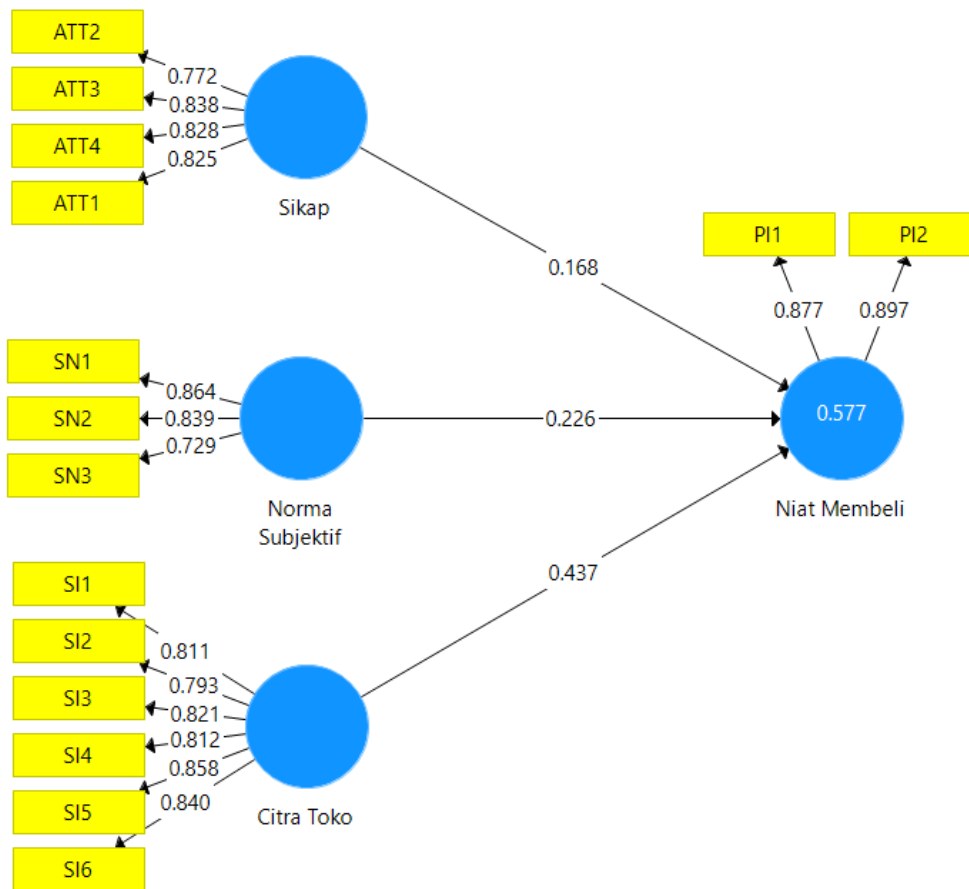 ATT2
ATT3
ATT4
ATT1
0.772
0.838
0.828
0.825
Sikap
PI1
PI2
0.877
0.897
0.168
SN1
SN2
SN3
0.864
0.839
0.729
Norma
Subjektif
0.226
0.577
Niat Membeli
0.437
SI1
SI2
SI3
SI4
SI5
SI6
0.811
0.793
0.821
0.812
0.858
0.840
Citra Toko